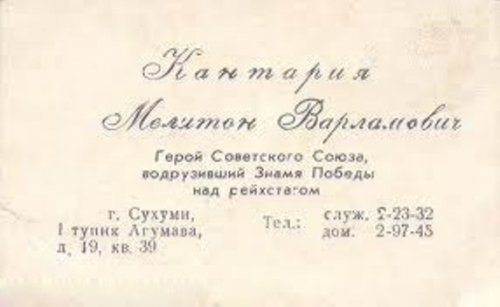 Кантария
Мелитон Варламович
Герой Советского Союза,
водрузивший Знамя Победы
над рейхстагом
г. Сухуми,
I тупик Агумава,
д. 19, кв. 39
Тел.: служ. 2-23-32
дом. 2-97-45